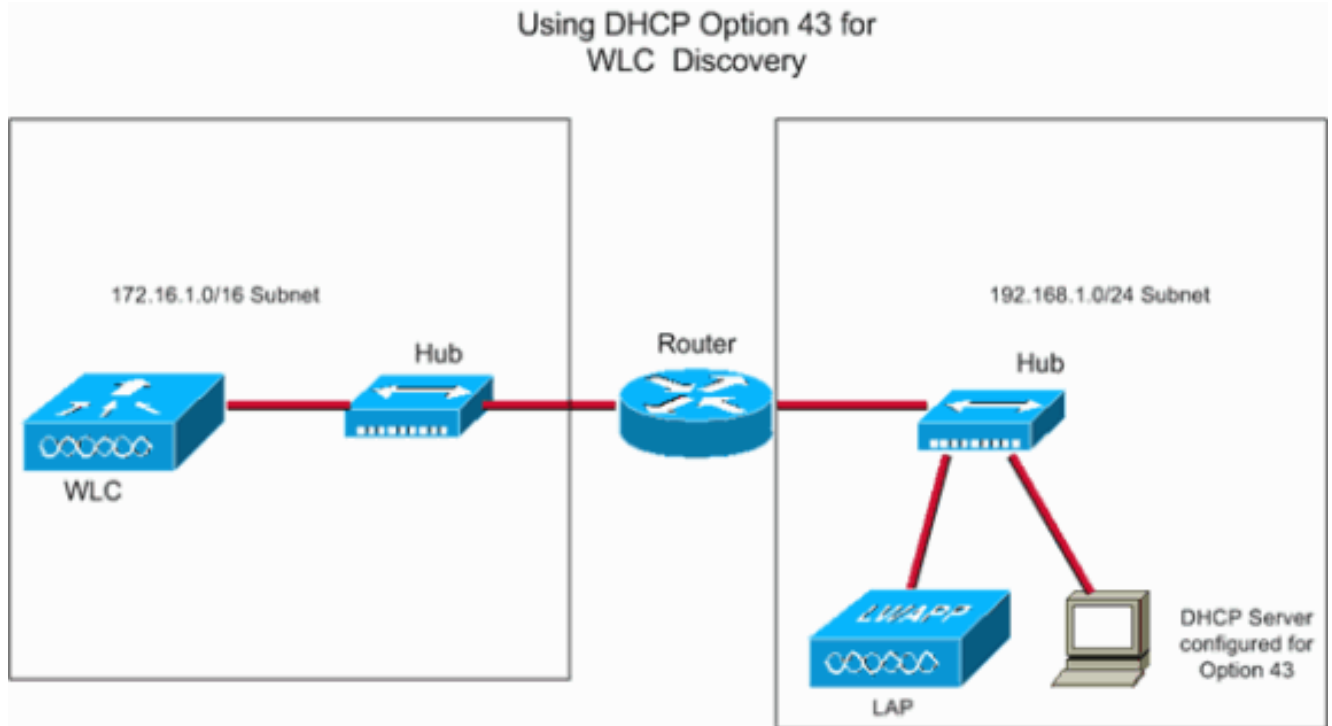 Using DHCP Option 43 for
WLC Discovery
172.16.1.0/16 Subnet
192.168.1.0/24 Subnet
Hub
Router
Hub
WLC
LWAPP
DHCP Server
configured for
Option 43
LAP